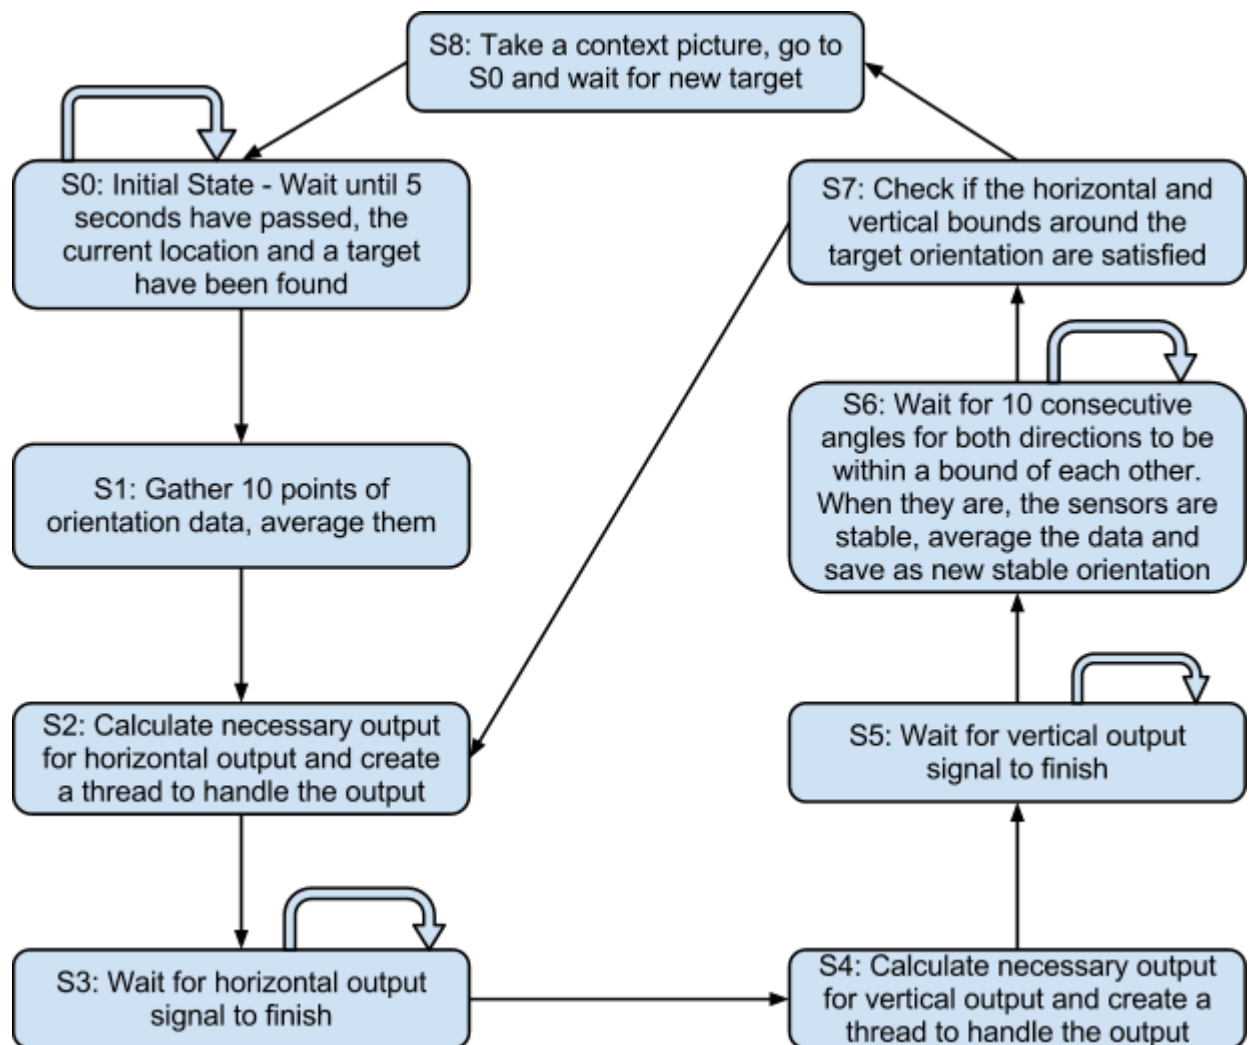 S8: Take a context picture, go to
S0 and wait for new target
S0: Initial State - Wait until 5
seconds have passed, the
current location and a target
have been found
S1: Gather 10 points of
orientation data, average them
S2: Calculate necessary output
for horizontal output and create
a thread to handle the output
S3: Wait for horizontal output
signal to finish
S4: Calculate necessary output
for vertical output and create a
thread to handle the output
S5: Wait for vertical output
signal to finish
S6: Wait for 10 consecutive
angles for both directions to be
within a bound of each other.
When they are, the sensors are
stable, average the data and
save as new stable orientation
S7: Check if the horizontal and
vertical bounds around the
target orientation are satisfied